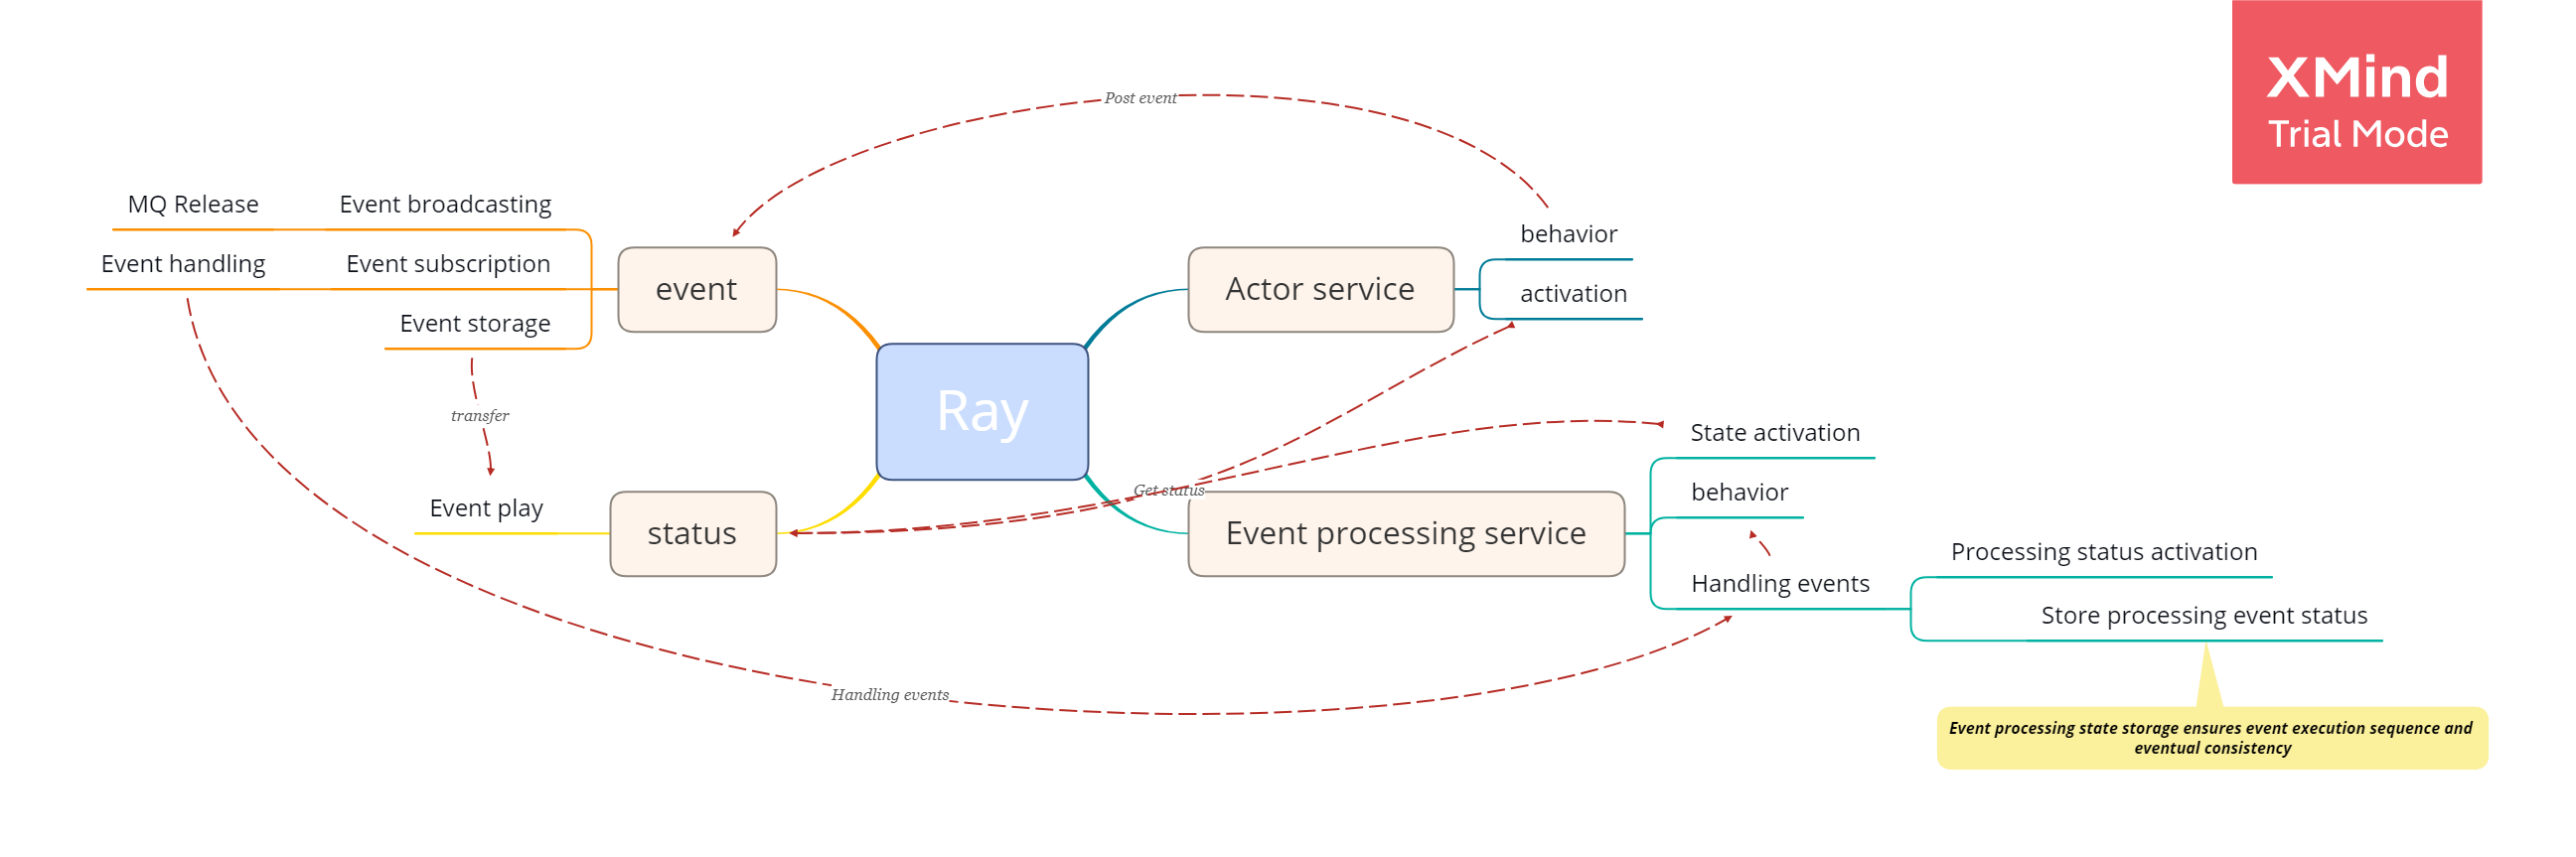 XMind
Trial Mode
Post event
MQ Release
Event broadcasting
Event handling
Event subscription
Event storage
event
Actor service
behavior
activation
Ray
transfer
Event play
status
Get status
Event processing service
State activation
behavior
Handling events
Processing status activation
Store processing event status
Handling events
Event processing state storage ensures event execution sequence and
eventual consistency